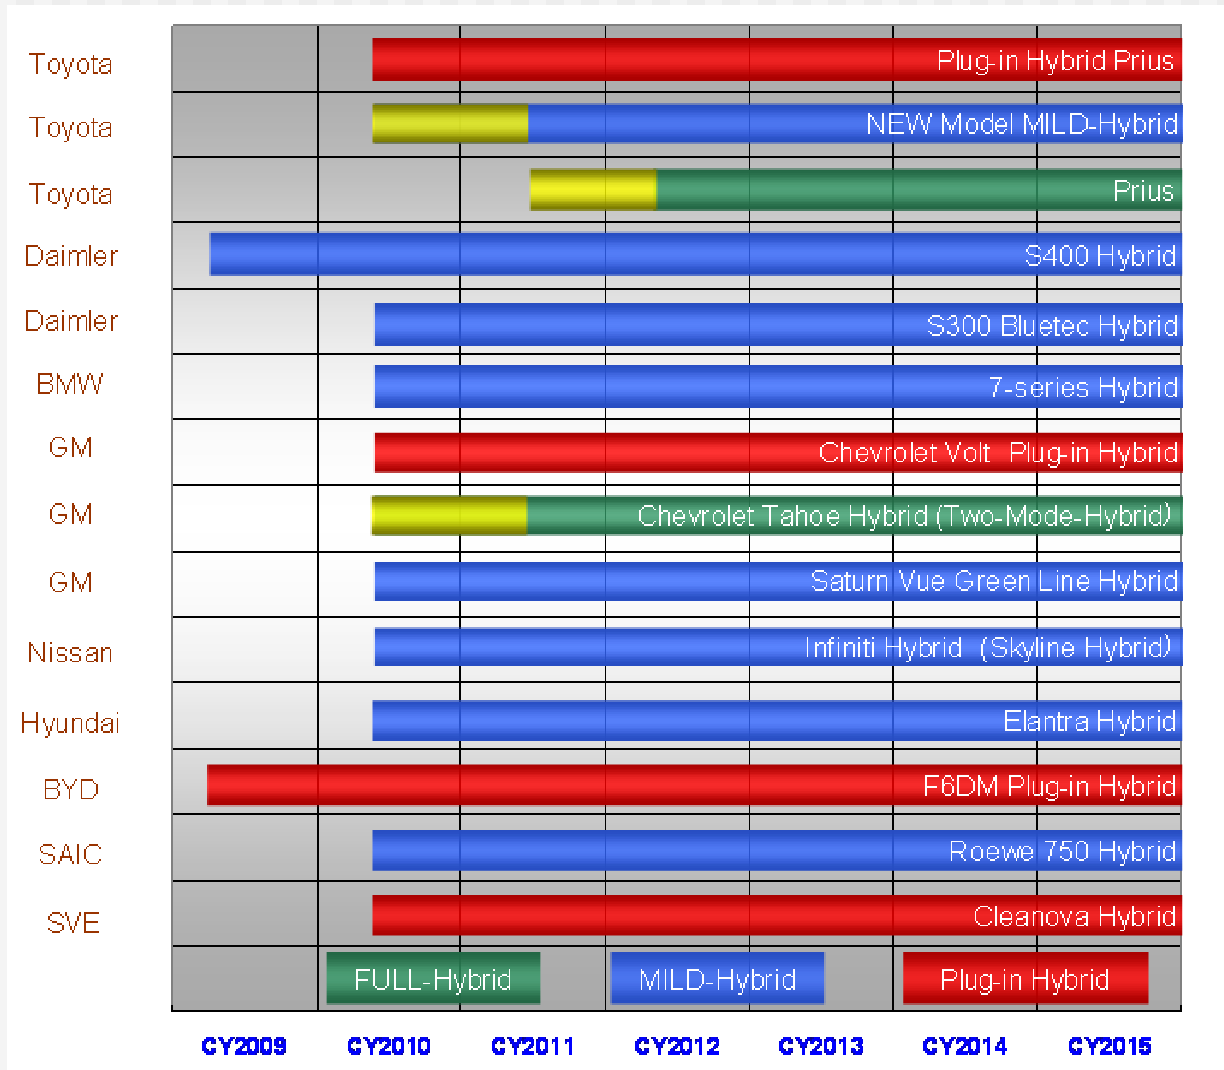 Toyota Plug-in Hybrid Prius
Toyota NEW Model MILD-Hybrid
Toyota Prius
Daimler S400 Hybrid
Daimler S300 Bluetec Hybrid
BMW 7-series Hybrid
GM Chevrolet Volt Plug-in Hybrid
GM Chevrolet Tahoe Hybrid (Two-Mode-Hybrid)
GM Saturn Vue Green Line Hybrid
Nissan Infiniti Hybrid (Skyline Hybrid)
Hyundai Elantra Hybrid
BYD F6DM Plug-in Hybrid
SAIC Roewe 750 Hybrid
SVE Cleanova Hybrid
FULL-Hybrid MILD-Hybrid Plug-in Hybrid
CY2009 CY2010 CY2011 CY2012 CY2013 CY2014 CY2015